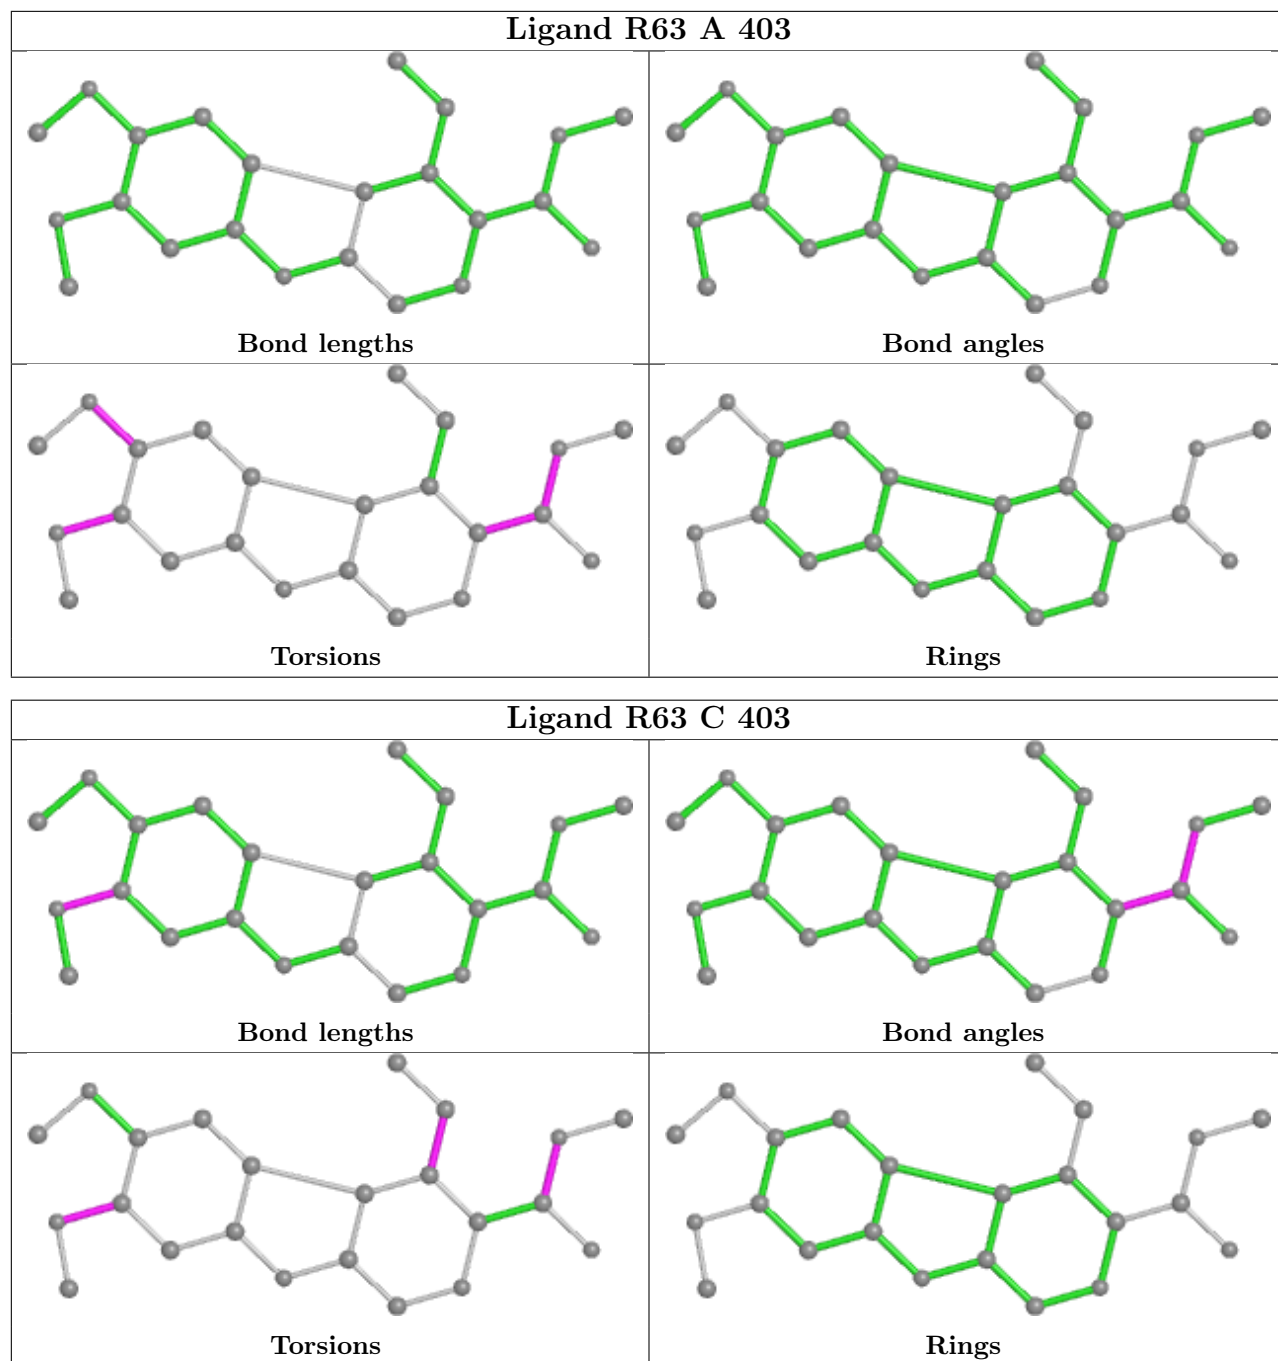 Ligand R63 A 403
Bond lengths
Bond angles
Torsions
Rings
Ligand R63 C 403
Bond lengths
Bond angles
Torsions
Rings